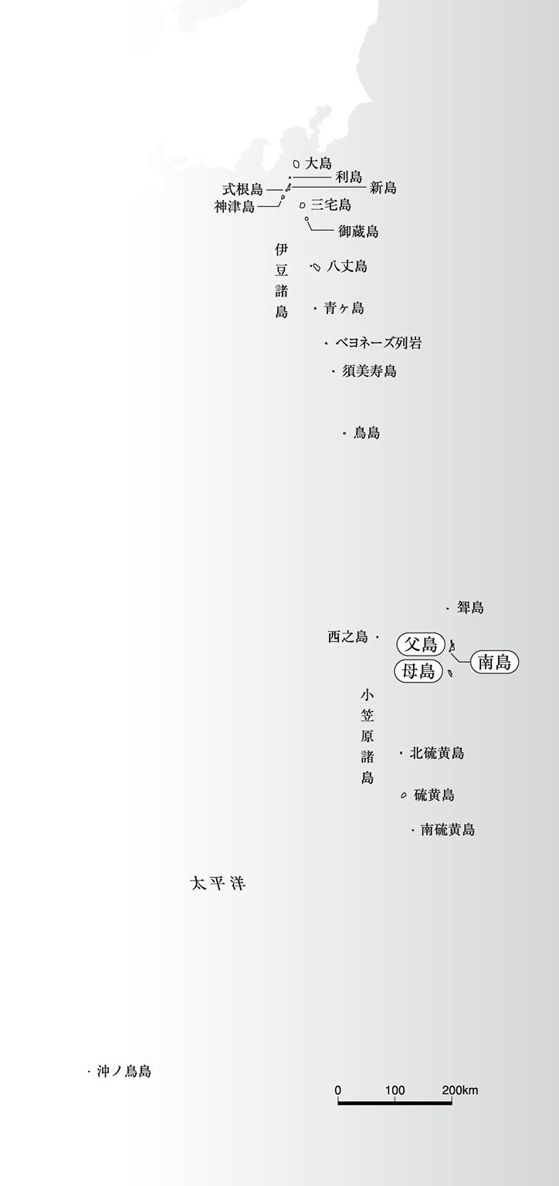 大島
利島
式根島
新島
神津島
三宅島
御蔵島
伊豆諸島
八丈島
青ヶ島
ベヨネーズ列岩
須美寿島
鳥島
聟島
西之島
父島
南島
母島
小笠原諸島
北硫黄島
硫黄島
南硫黄島
太平洋
沖ノ鳥島
0 100 200km